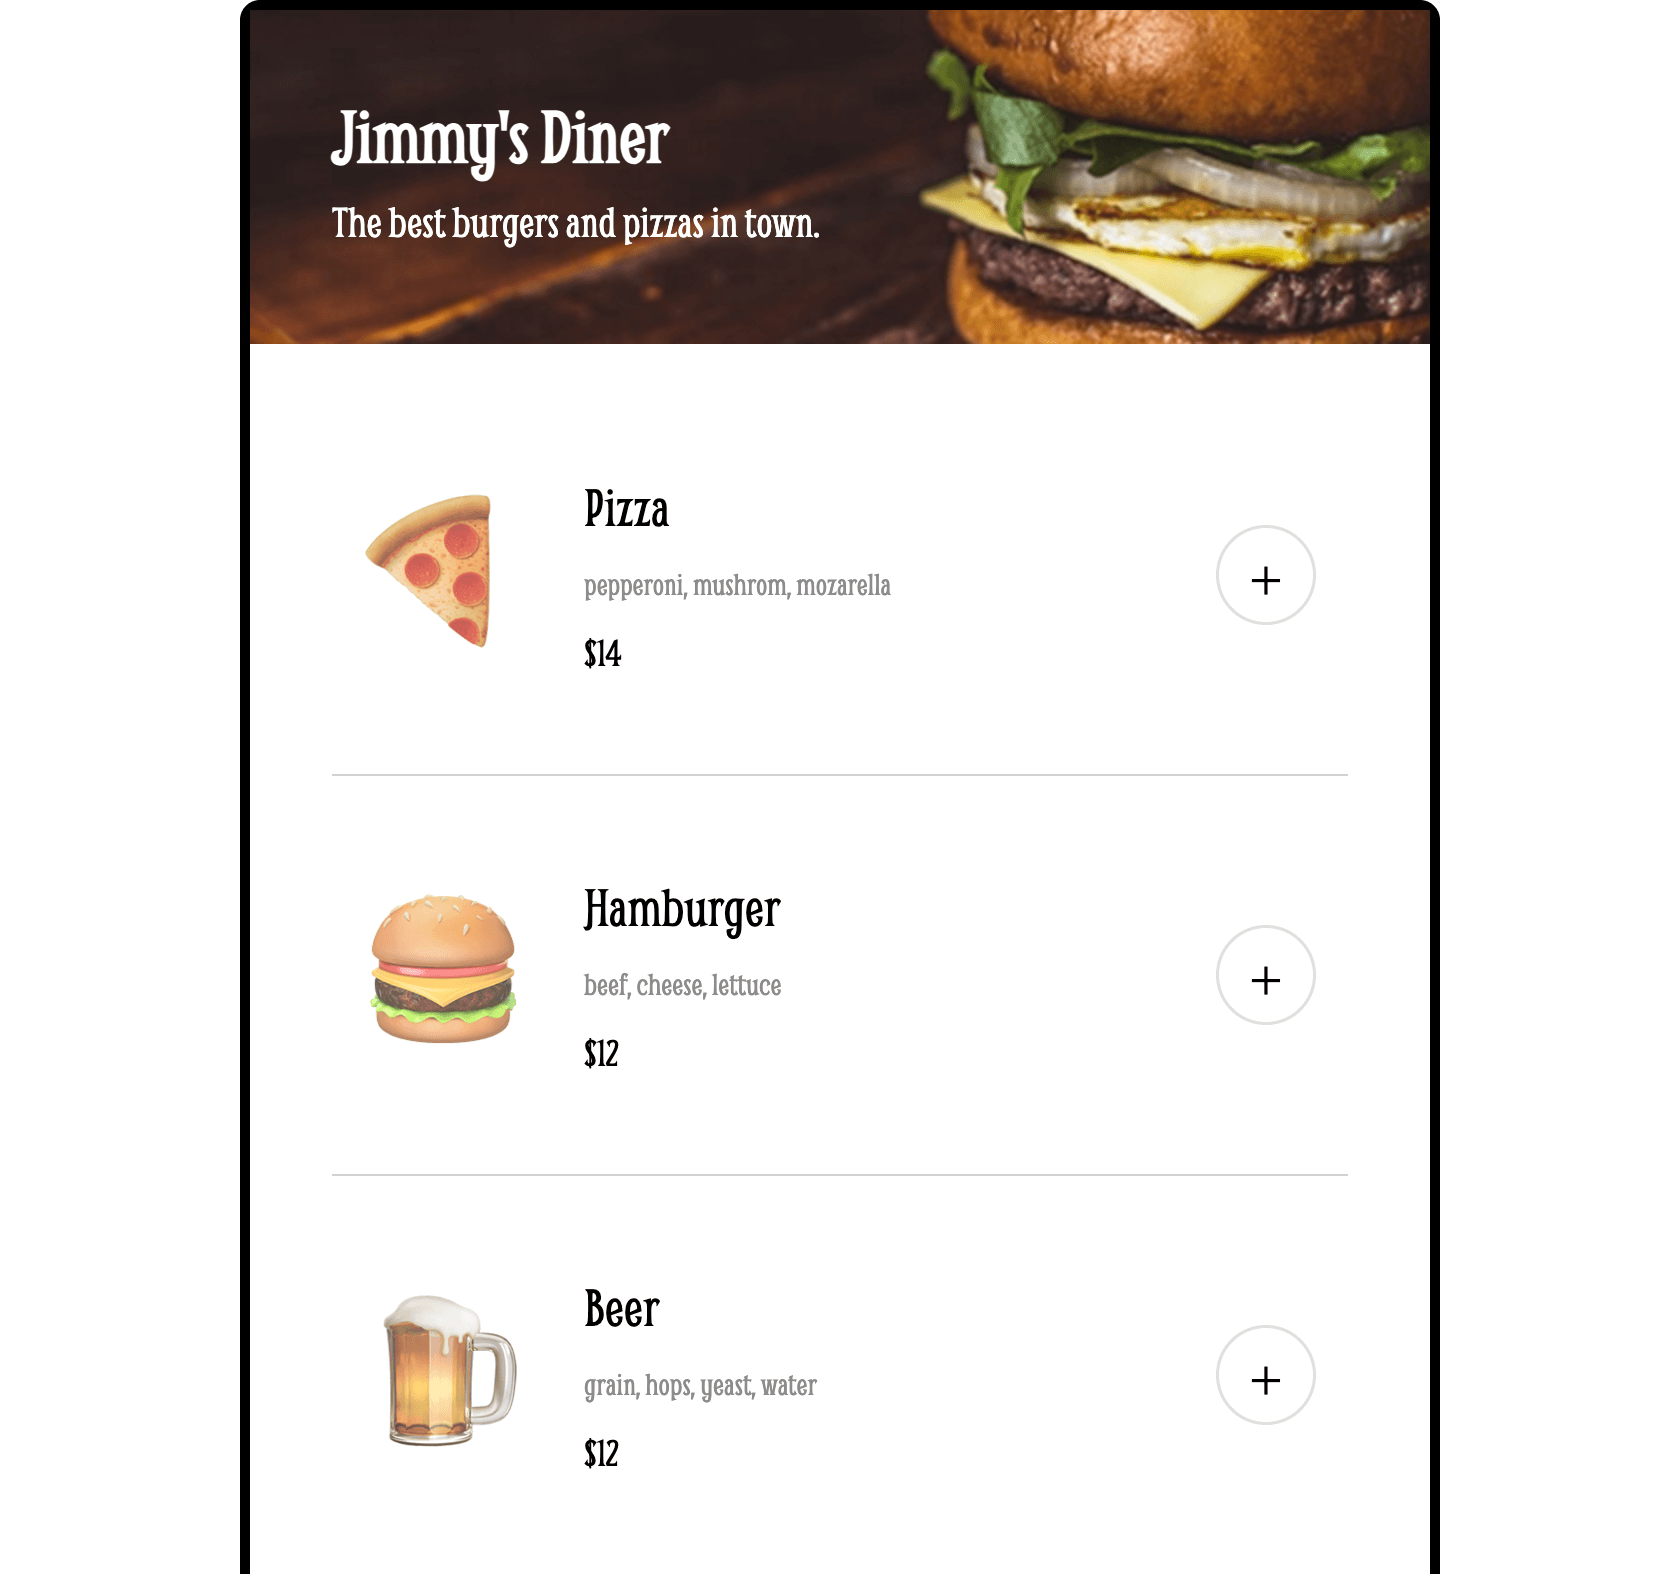 Jimmy's Diner
The best burgers and pizzas in town.
Pizza
pepperoni, mushrom, mozarella
$14
+
Hamburger
beef, cheese, lettuce
$12
+
Beer
grain, hops, yeast, water
$12
+